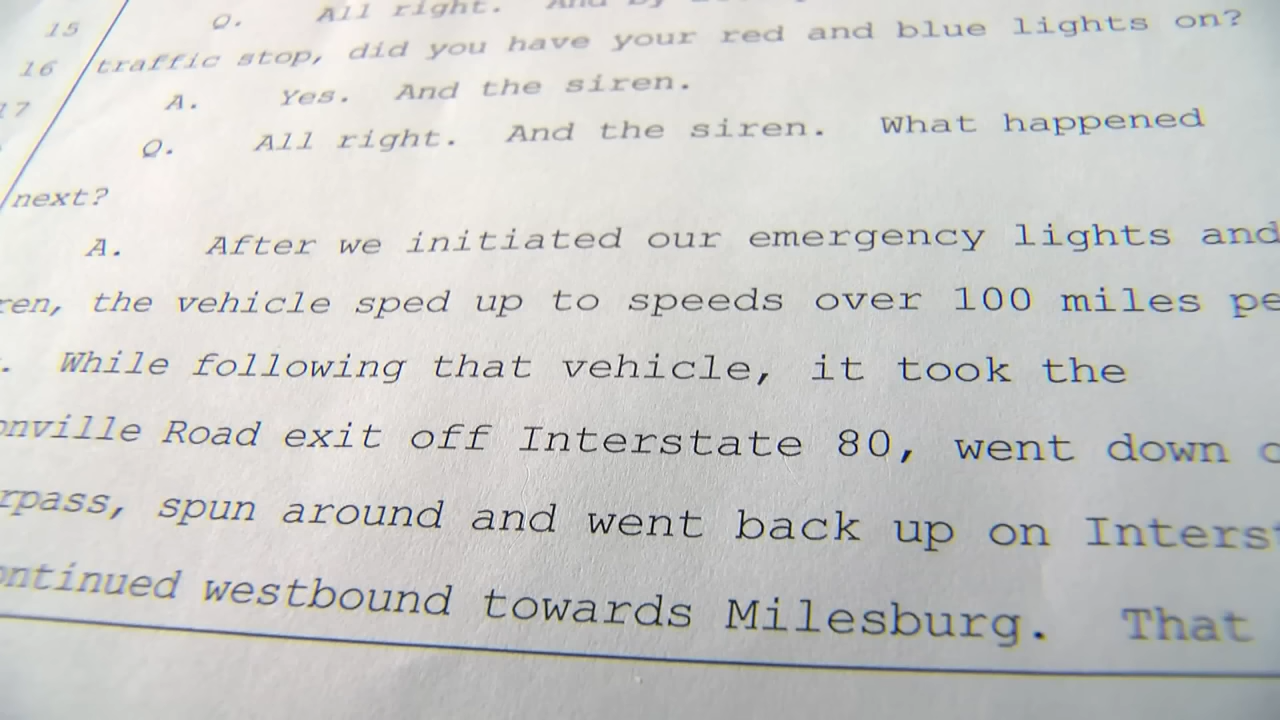 15 Q. All right. And by
16 traffic stop, did you have your red and blue lights on?
17 A. Yes. And the siren.
Q. All right. And the siren. What happened
next?
A. After we initiated our emergency lights and
ren, the vehicle sped up to speeds over 100 miles pe
. While following that vehicle, it took the
onville Road exit off Interstate 80, went down o
rpass, spun around and went back up on Interst
ontinued westbound towards Milesburg. That